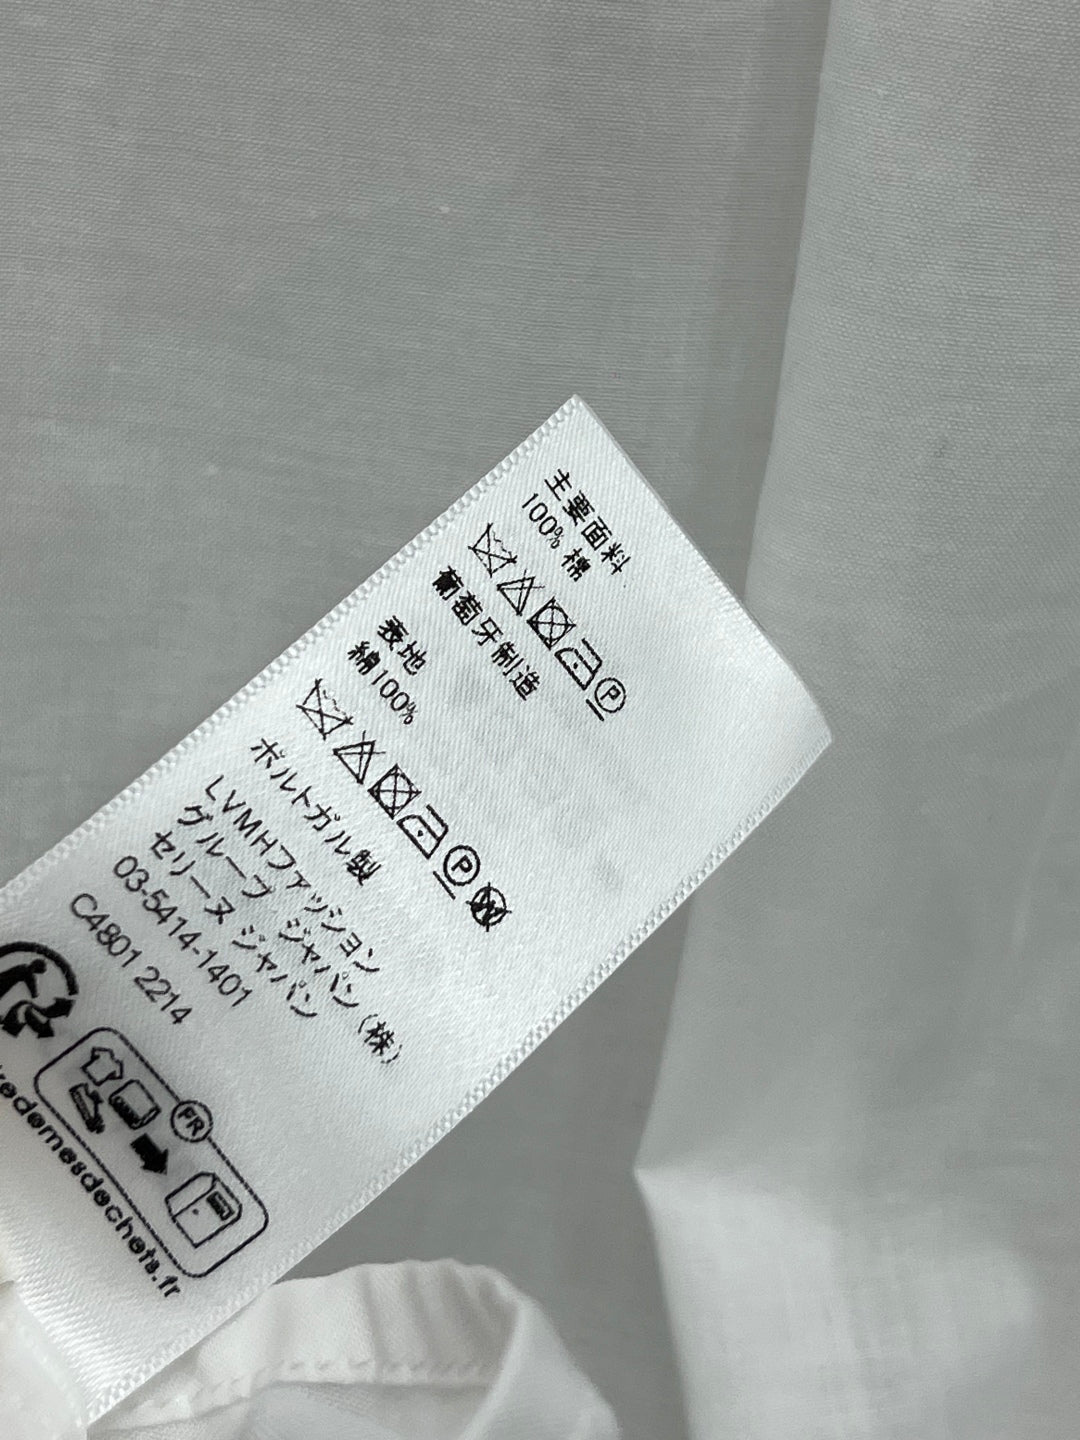 主要面料
100% 棉
P
葡萄牙制造
表地
綿100%
P W
ポルトガル製
LVMHファッション
グループ ジャパン（株）
セリーヌ ジャパン
03-5414-1401
C4801 2214
FR
redemesdechets.fr